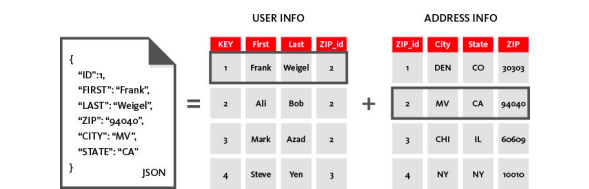 USER INFO
ADDRESS INFO
KEY First Last ZIP_id
ZIP_id City State ZIP
{
"ID":1,
"FIRST": "Frank",
"LAST": "Weigel",
"ZIP": "94040",
"CITY": "MV",
"STATE": "CA"
}
JSON
=
1 Frank Weigel 2
2 Ali Bob 2
3 Mark Azad 2
4 Steve Yen 3
+
1 DEN CO 30303
2 MV CA 94040
3 CHI IL 60609
4 NY NY 10010